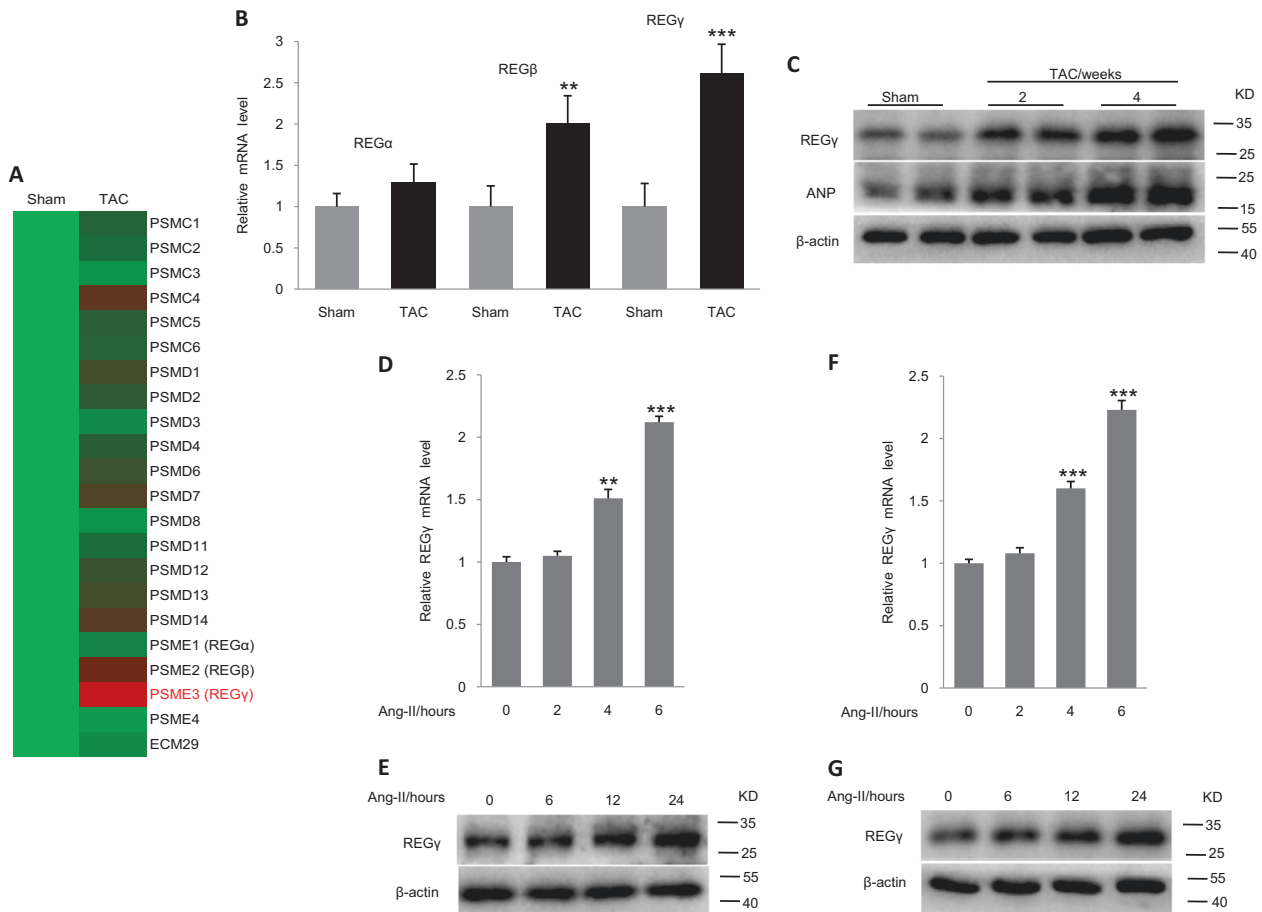 A
Sham TAC
PSMC1
PSMC2
PSMC3
PSMC4
PSMC5
PSMC6
PSMD1
PSMD2
PSMD3
PSMD4
PSMD6
PSMD7
PSMD8
PSMD11
PSMD12
PSMD13
PSMD14
PSME1 (REGα)
PSME2 (REGβ)
PSME3 (REGγ)
PSME4
ECM29
B
Relative mRNA level
3
2.5
2
1.5
1
0.5
0
REGα
REGβ
REGγ
**
***
Sham TAC Sham TAC Sham TAC
C
TAC/weeks
Sham 2 4 KD
REGγ
35
25
ANP
25
15
β-actin
55
40
D
Relative REGγ mRNA level
2.5
2
1.5
1
0.5
0
**
***
Ang-II/hours 0 2 4 6
F
Relative REGγ mRNA level
2.5
2
1.5
1
0.5
0
***
***
Ang-II/hours 0 2 4 6
E
Ang-II/hours 0 6 12 24 KD
REGγ
35
25
β-actin
55
40
G
Ang-II/hours 0 6 12 24 KD
REGγ
35
25
β-actin
55
40